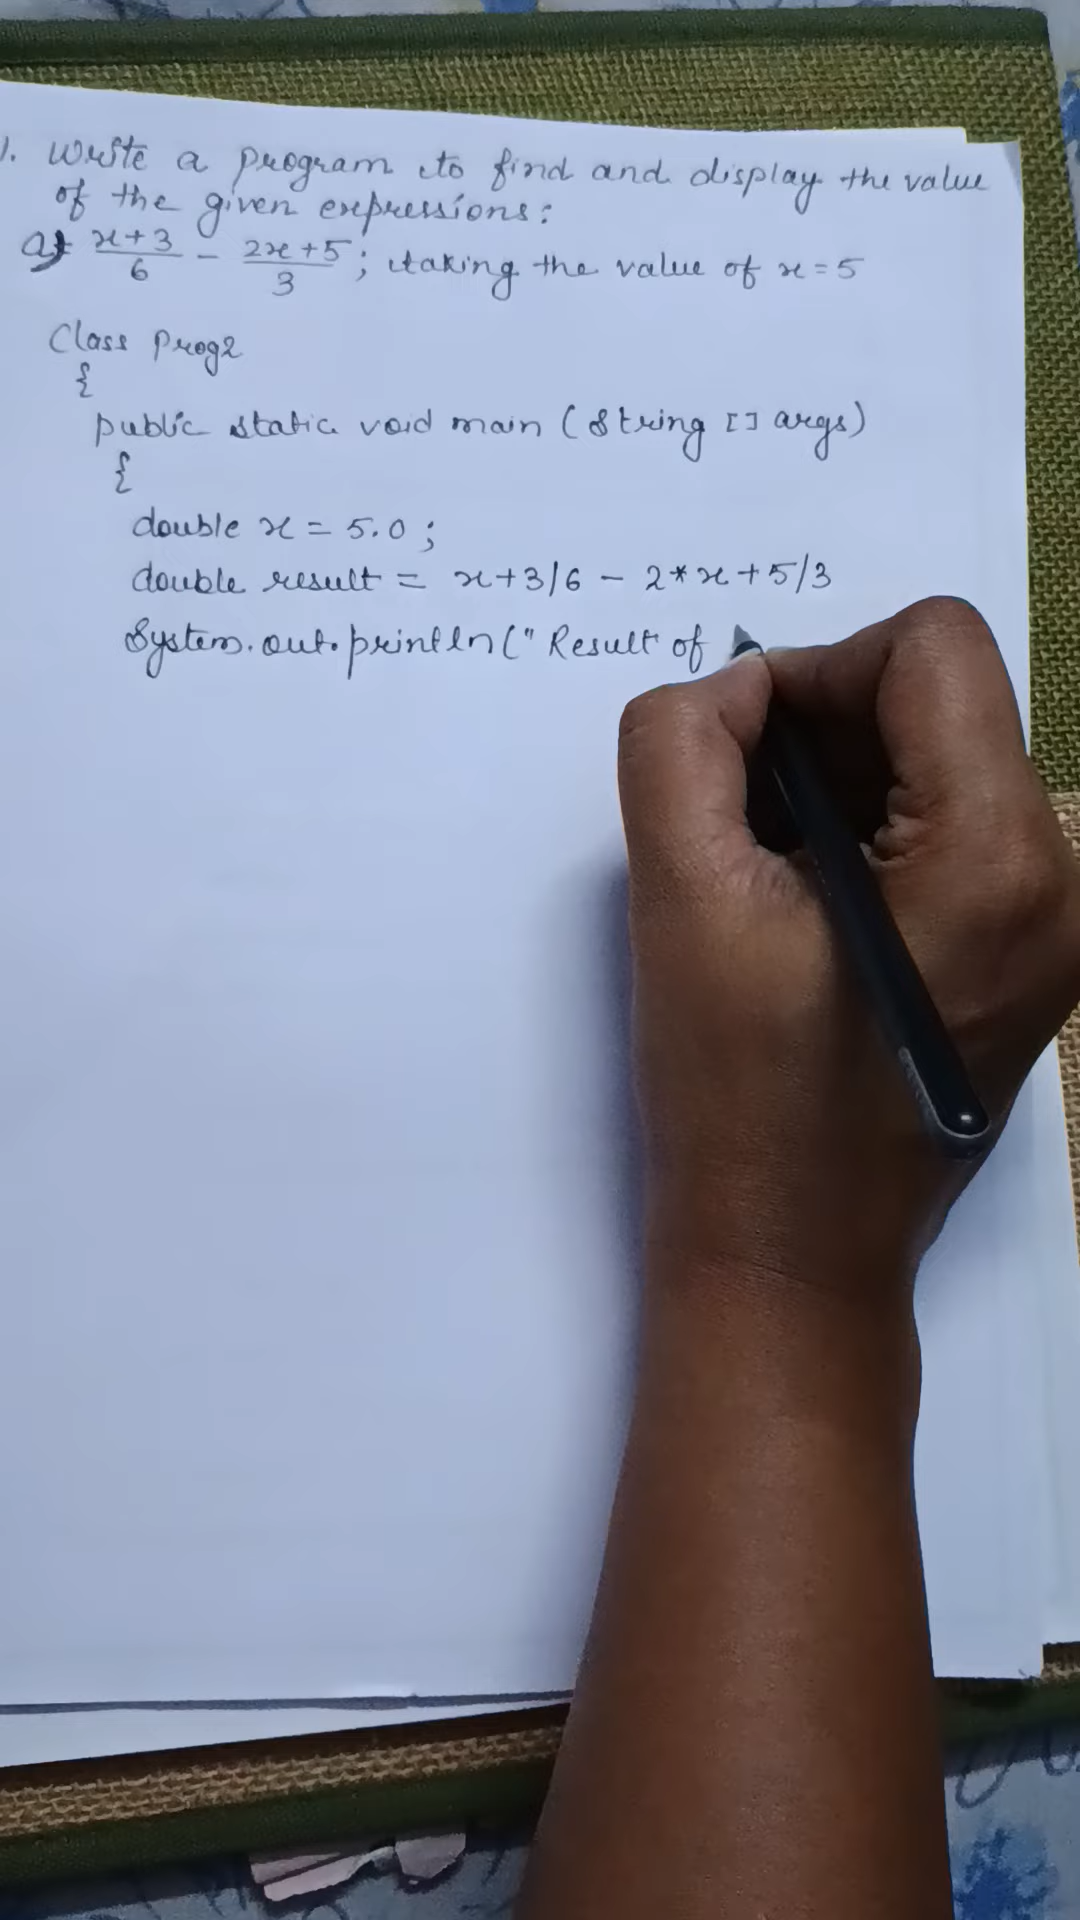 1. Write a program to find and display the value
of the given expressions:
a) x+3/6 - 2x+5/3; taking the value of x=5
Class Prog2
{
public static void main (String [] args)
{
double x = 5.0;
double result = x+3/6 - 2*x+5/3
System.out.println(" Result of